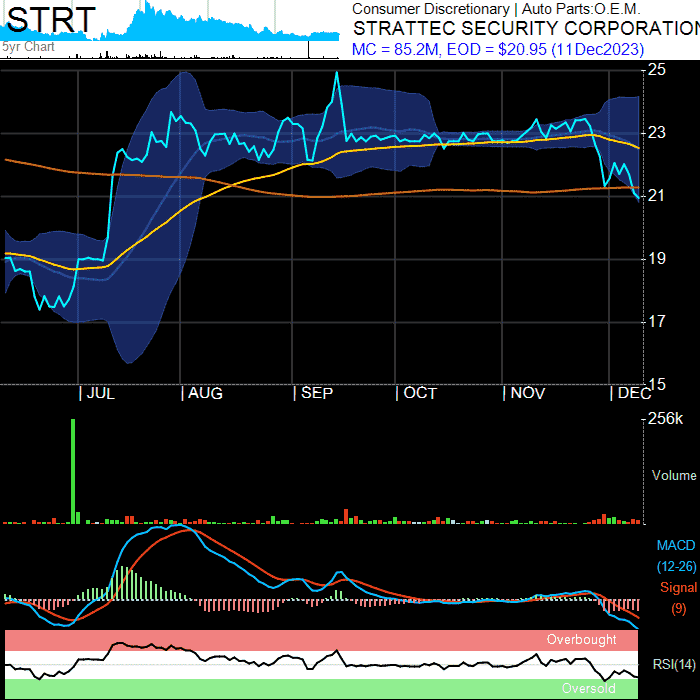 STRT
5yr Chart
Consumer Discretionary | Auto Parts:O.E.M.
STRATTEC SECURITY CORPORATION
MC = 85.2M, EOD = $20.95 (11Dec2023)
25
23
21
19
17
15
JUL AUG SEP OCT NOV DEC
256k
Volume
MACD
(12-26)
Signal
(9)
Overbought
RSI(14)
Oversold